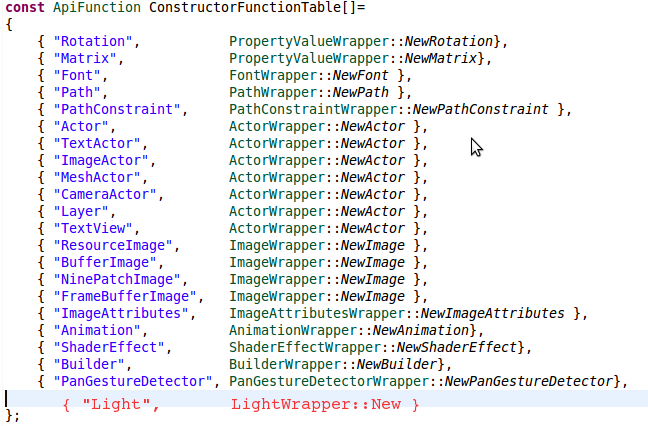 const ApiFunction ConstructorFunctionTable[]=
{
    { "Rotation",           PropertyValueWrapper::NewRotation},
    { "Matrix",             PropertyValueWrapper::NewMatrix},
    { "Font",               FontWrapper::NewFont },
    { "Path",               PathWrapper::NewPath },
    { "PathConstraint",     PathConstraintWrapper::NewPathConstraint },
    { "Actor",              ActorWrapper::NewActor },
    { "TextActor",          ActorWrapper::NewActor },
    { "ImageActor",         ActorWrapper::NewActor },
    { "MeshActor",          ActorWrapper::NewActor },
    { "CameraActor",        ActorWrapper::NewActor },
    { "Layer",              ActorWrapper::NewActor },
    { "TextView",           ActorWrapper::NewActor },
    { "ResourceImage",      ImageWrapper::NewImage },
    { "BufferImage",        ImageWrapper::NewImage },
    { "NinePatchImage",     ImageWrapper::NewImage },
    { "FrameBufferImage",   ImageWrapper::NewImage },
    { "ImageAttributes",    ImageAttributesWrapper::NewImageAttributes },
    { "Animation",          AnimationWrapper::NewAnimation},
    { "ShaderEffect",       ShaderEffectWrapper::NewShaderEffect},
    { "Builder",            BuilderWrapper::NewBuilder},
    { "PanGestureDetector", PanGestureDetectorWrapper::NewPanGestureDetector},
    { "Light",       LightWrapper::New }
};